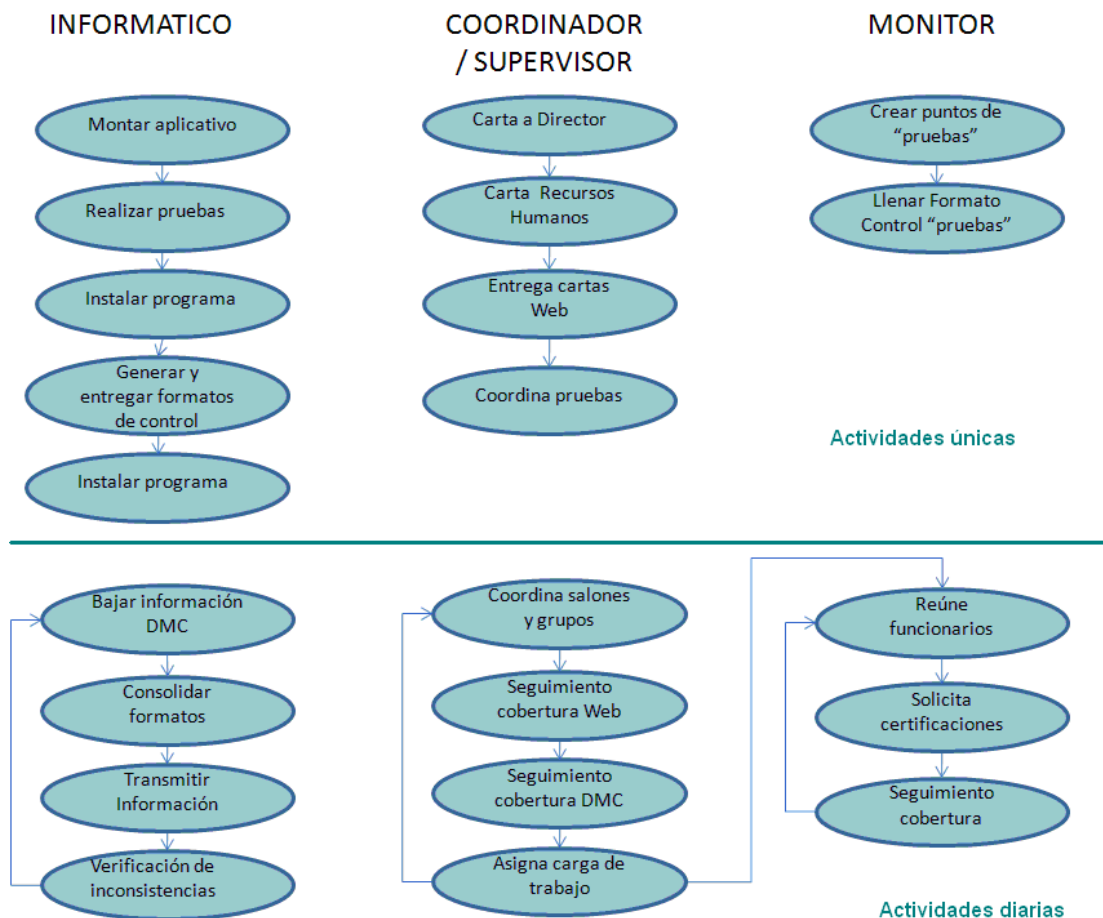 INFORMATICO
COORDINADOR
/ SUPERVISOR
MONITOR
Montar aplicativo
Realizar pruebas
Instalar programa
Generar y
entregar formatos
de control
Instalar programa
Carta a Director
Carta Recursos
Humanos
Entrega cartas
Web
Coordina pruebas
Crear puntos de
“pruebas”
Llenar Formato
Control “pruebas”
Actividades únicas
Bajar información
DMC
Consolidar
formatos
Transmitir
Información
Verificación de
inconsistencias
Coordina salones
y grupos
Seguimiento
cobertura Web
Seguimiento
cobertura DMC
Asigna carga de
trabajo
Reúne
funcionarios
Solicita
certificaciones
Seguimiento
cobertura
Actividades diarias